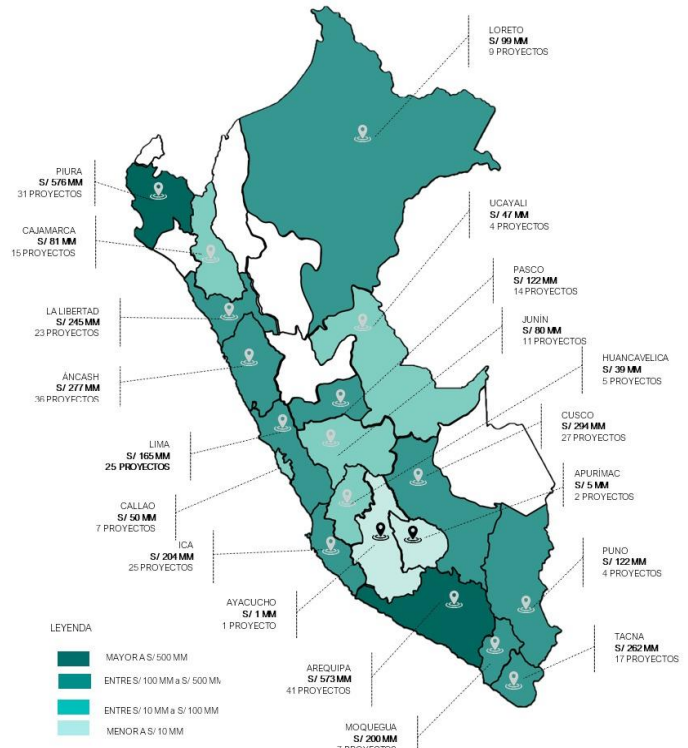 LORETO
S/ 99 MM
9 PROYECTOS
PIURA
S/ 576 MM
31 PROYECTOS
UCAYALI
S/ 47 MM
4 PROYECTOS
CAJAMARCA
S/ 81 MM
15 PROYECTOS
PASCO
S/ 122 MM
14 PROYECTOS
LA LIBERTAD
S/ 245 MM
23 PROYECTOS
JUNÍN
S/ 80 MM
11 PROYECTOS
HUANCAVELICA
S/ 39 MM
5 PROYECTOS
ÁNCASH
S/ 277 MM
36 PROYECTOS
CUSCO
S/ 294 MM
27 PROYECTOS
LIMA
S/ 165 MM
25 PROYECTOS
APURÍMAC
S/ 5 MM
2 PROYECTOS
CALLAO
S/ 50 MM
7 PROYECTOS
ICA
S/ 204 MM
25 PROYECTOS
PUNO
S/ 122 MM
4 PROYECTOS
AYACUCHO
S/ 1 MM
1 PROYECTO
TACNA
S/ 262 MM
17 PROYECTOS
AREQUIPA
S/ 573 MM
41 PROYECTOS
MOQUEGUA
S/ 200 MM
PROYECTOS
LEYENDA
MAYOR A S/ 500 MM
ENTRE S/ 100 MM a S/ 500 MM
ENTRE S/ 10 MM a S/ 100 MM
MENOR A S/ 10 MM